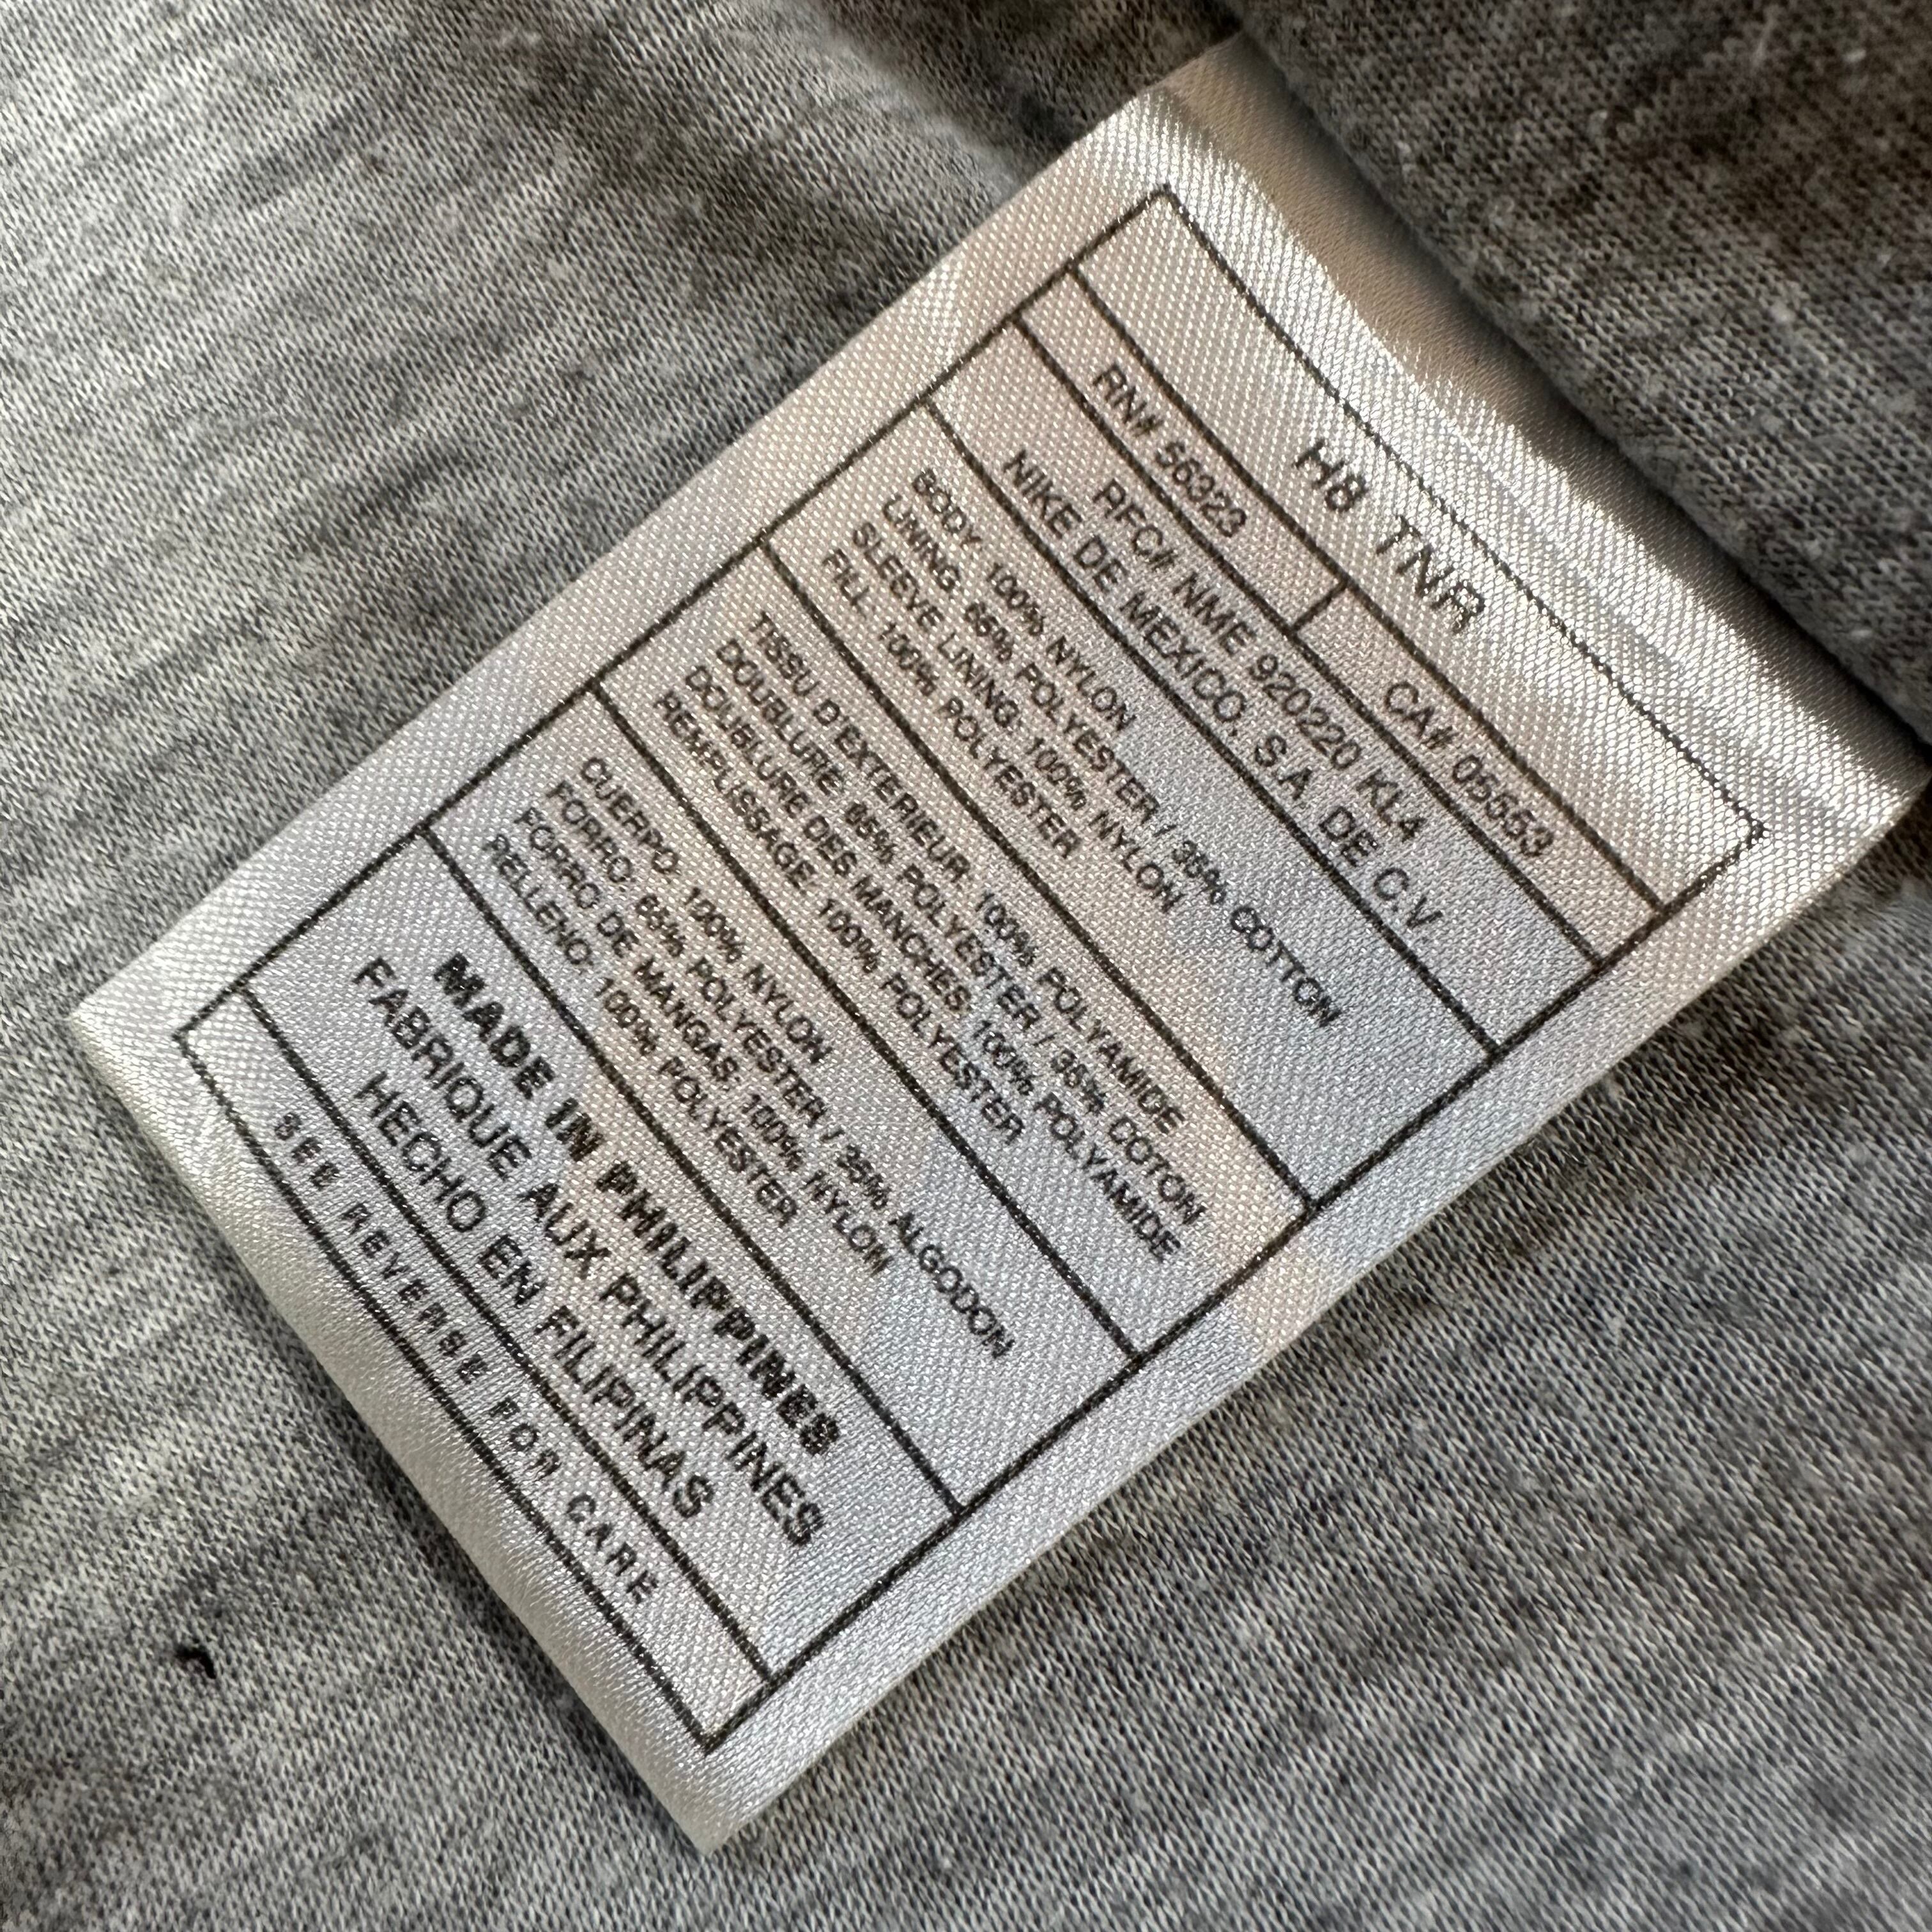 H8 TNR
RN# 56323 CA# 05553
RFC# NME 920220 KL4
NIKE DE MEXICO, S.A. DE C.V.
BODY: 100% NYLON
LINING: 65% POLYESTER / 35% COTTON
SLEEVE LINING: 100% NYLON
FILL: 100% POLYESTER
TISSU D'EXTERIEUR: 100% POLYAMIDE
DOUBLURE: 65% POLYESTER / 35% COTON
DOUBLURE DES MANCHES: 100% POLYAMIDE
REMPLISSAGE: 100% POLYESTER
CUERPO: 100% NYLON
FORRO: 65% POLYESTER / 35% ALGODON
FORRO DE MANGAS: 100% NYLON
RELLENO: 100% POLYESTER
MADE IN PHILIPPINES
FABRIQUE AUX PHILIPPINES
HECHO EN FILIPINAS
SEE REVERSE FOR CARE